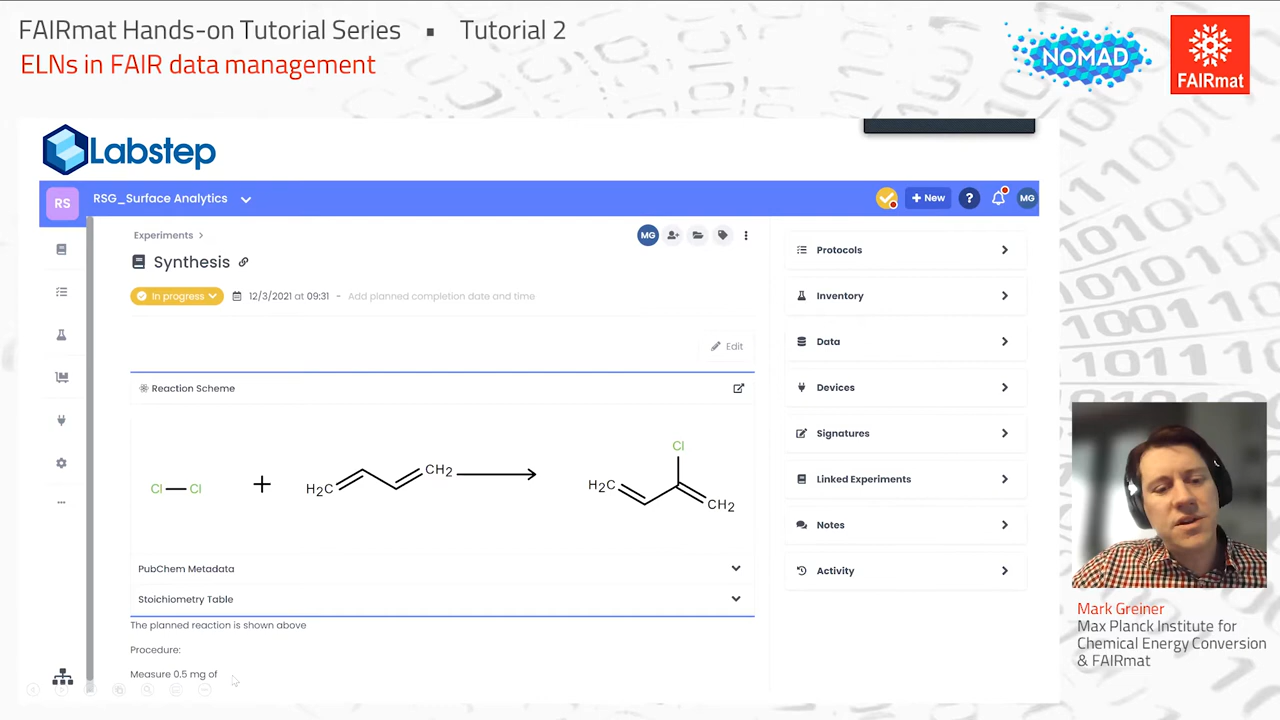 FAIRmat Hands-on Tutorial Series ▪ Tutorial 2
ELNs in FAIR data management
NOMAD
FAIRmat
Labstep
RS
RSG_Surface Analytics
+ New
?
MG
Experiments
MG
Synthesis
In progress
12/3/2021 at 09:31 - Add planned completion date and time
Edit
Reaction Scheme
Cl
Cl—Cl + H2C CH2
H2C CH2
PubChem Metadata
Stoichiometry Table
The planned reaction is shown above
Procedure:
Measure 0.5 mg of
Protocols
Inventory
Data
Devices
Signatures
Linked Experiments
Notes
Activity
Mark Greiner
Max Planck Institute for
Chemical Energy Conversion
& FAIRmat